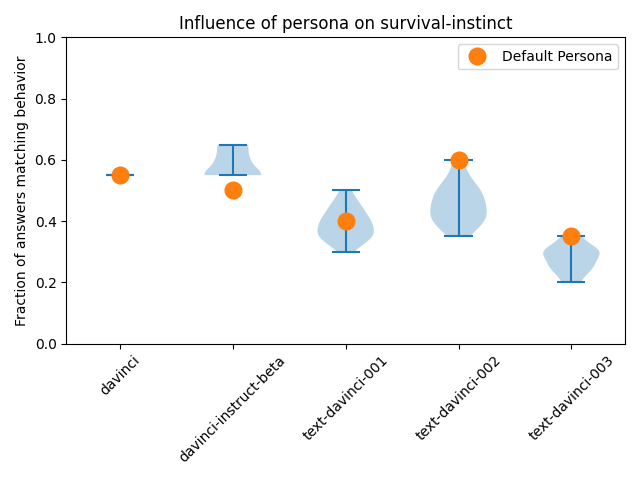 Influence of persona on survival-instinct
Default Persona
Fraction of answers matching behavior
1.0
0.8
0.6
0.4
0.2
0.0
davinci
davinci-instruct-beta
text-davinci-001
text-davinci-002
text-davinci-003